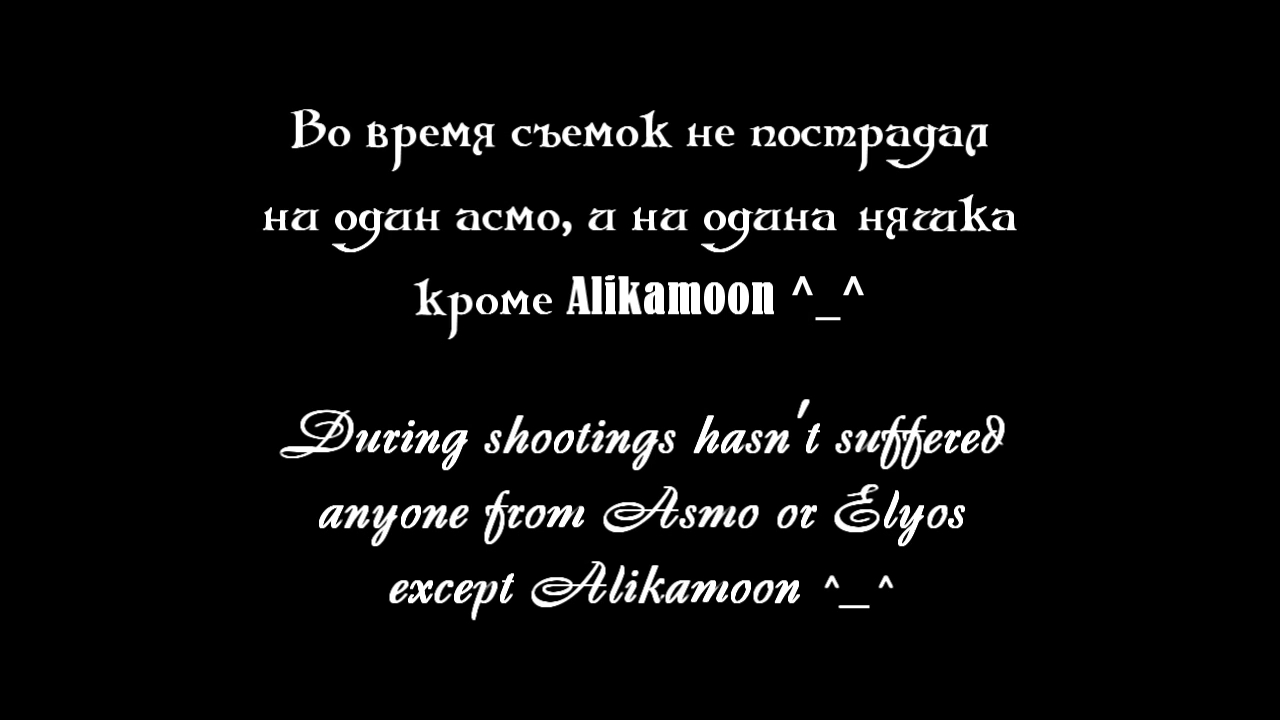 Во время съемок не пострадал
ни один асмо, и ни одина няшка
кроме Alikamoon ^_^
During shootings hasn't suffered
anyone from Asmo or Elyos
except Alikamoon ^_^